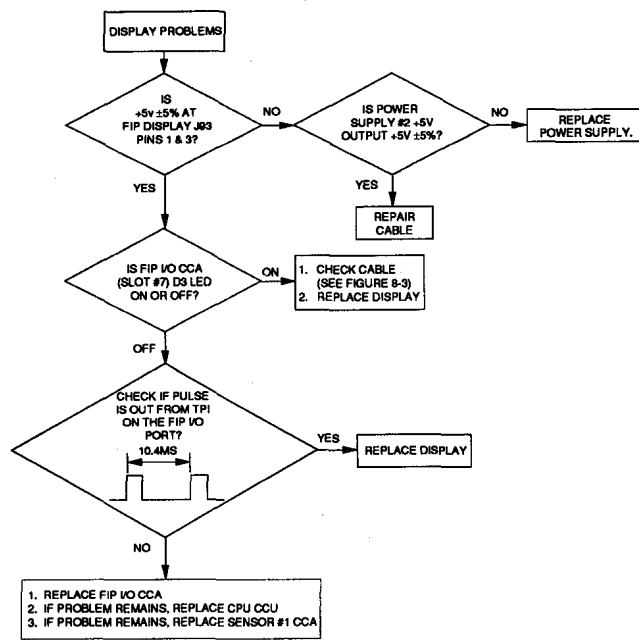 DISPLAY PROBLEMS
IS
+5v ±5% AT
FIP DISPLAY J93
PINS 1 & 3?
NO
IS POWER
SUPPLY #2 +5V
OUTPUT +5V ±5%?
NO
REPLACE
POWER SUPPLY.
YES
YES
REPAIR
CABLE
IS FIP I/O CCA
(SLOT #7) D3 LED
ON OR OFF?
ON
1. CHECK CABLE
(SEE FIGURE 8-3)
2. REPLACE DISPLAY
OFF
CHECK IF PULSE
IS OUT FROM TPI
ON THE FIP I/O
PORT?
10.4MS
YES
REPLACE DISPLAY
NO
1. REPLACE FIP I/O CCA
2. IF PROBLEM REMAINS, REPLACE CPU CCU
3. IF PROBLEM REMAINS, REPLACE SENSOR #1 CCA